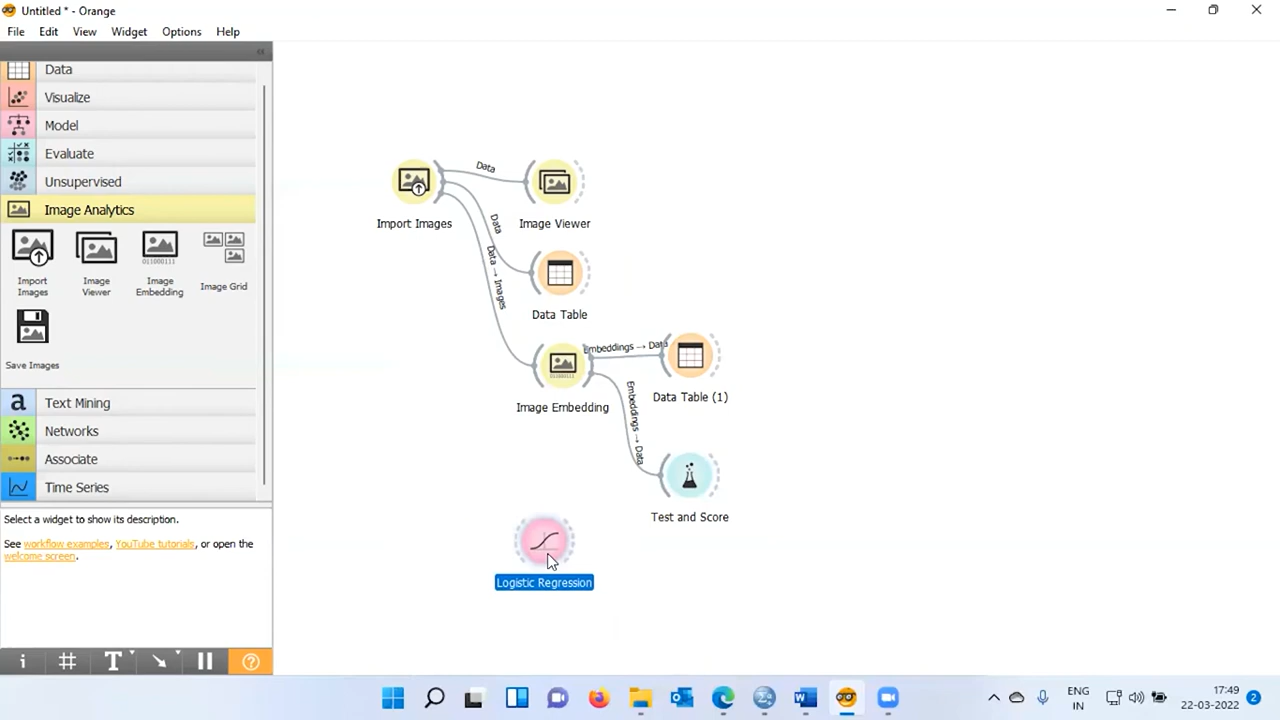 Untitled * - Orange
File Edit View Widget Options Help
Data
Visualize
Model
Evaluate
Unsupervised
Image Analytics
Import Images
Image Viewer
Image Embedding
Image Grid
Save Images
a Text Mining
Networks
Associate
Time Series
Select a widget to show its description.
See workflow examples, YouTube tutorials, or open the
welcome screen.
i # T ?
Data
Import Images
Image Viewer
Data
Data → Images
Data Table
011000111
Image Embedding
Embeddings → Data
Data Table (1)
Embeddings → Data
Test and Score
Logistic Regression
ENG
IN
17:49
22-03-2022
2